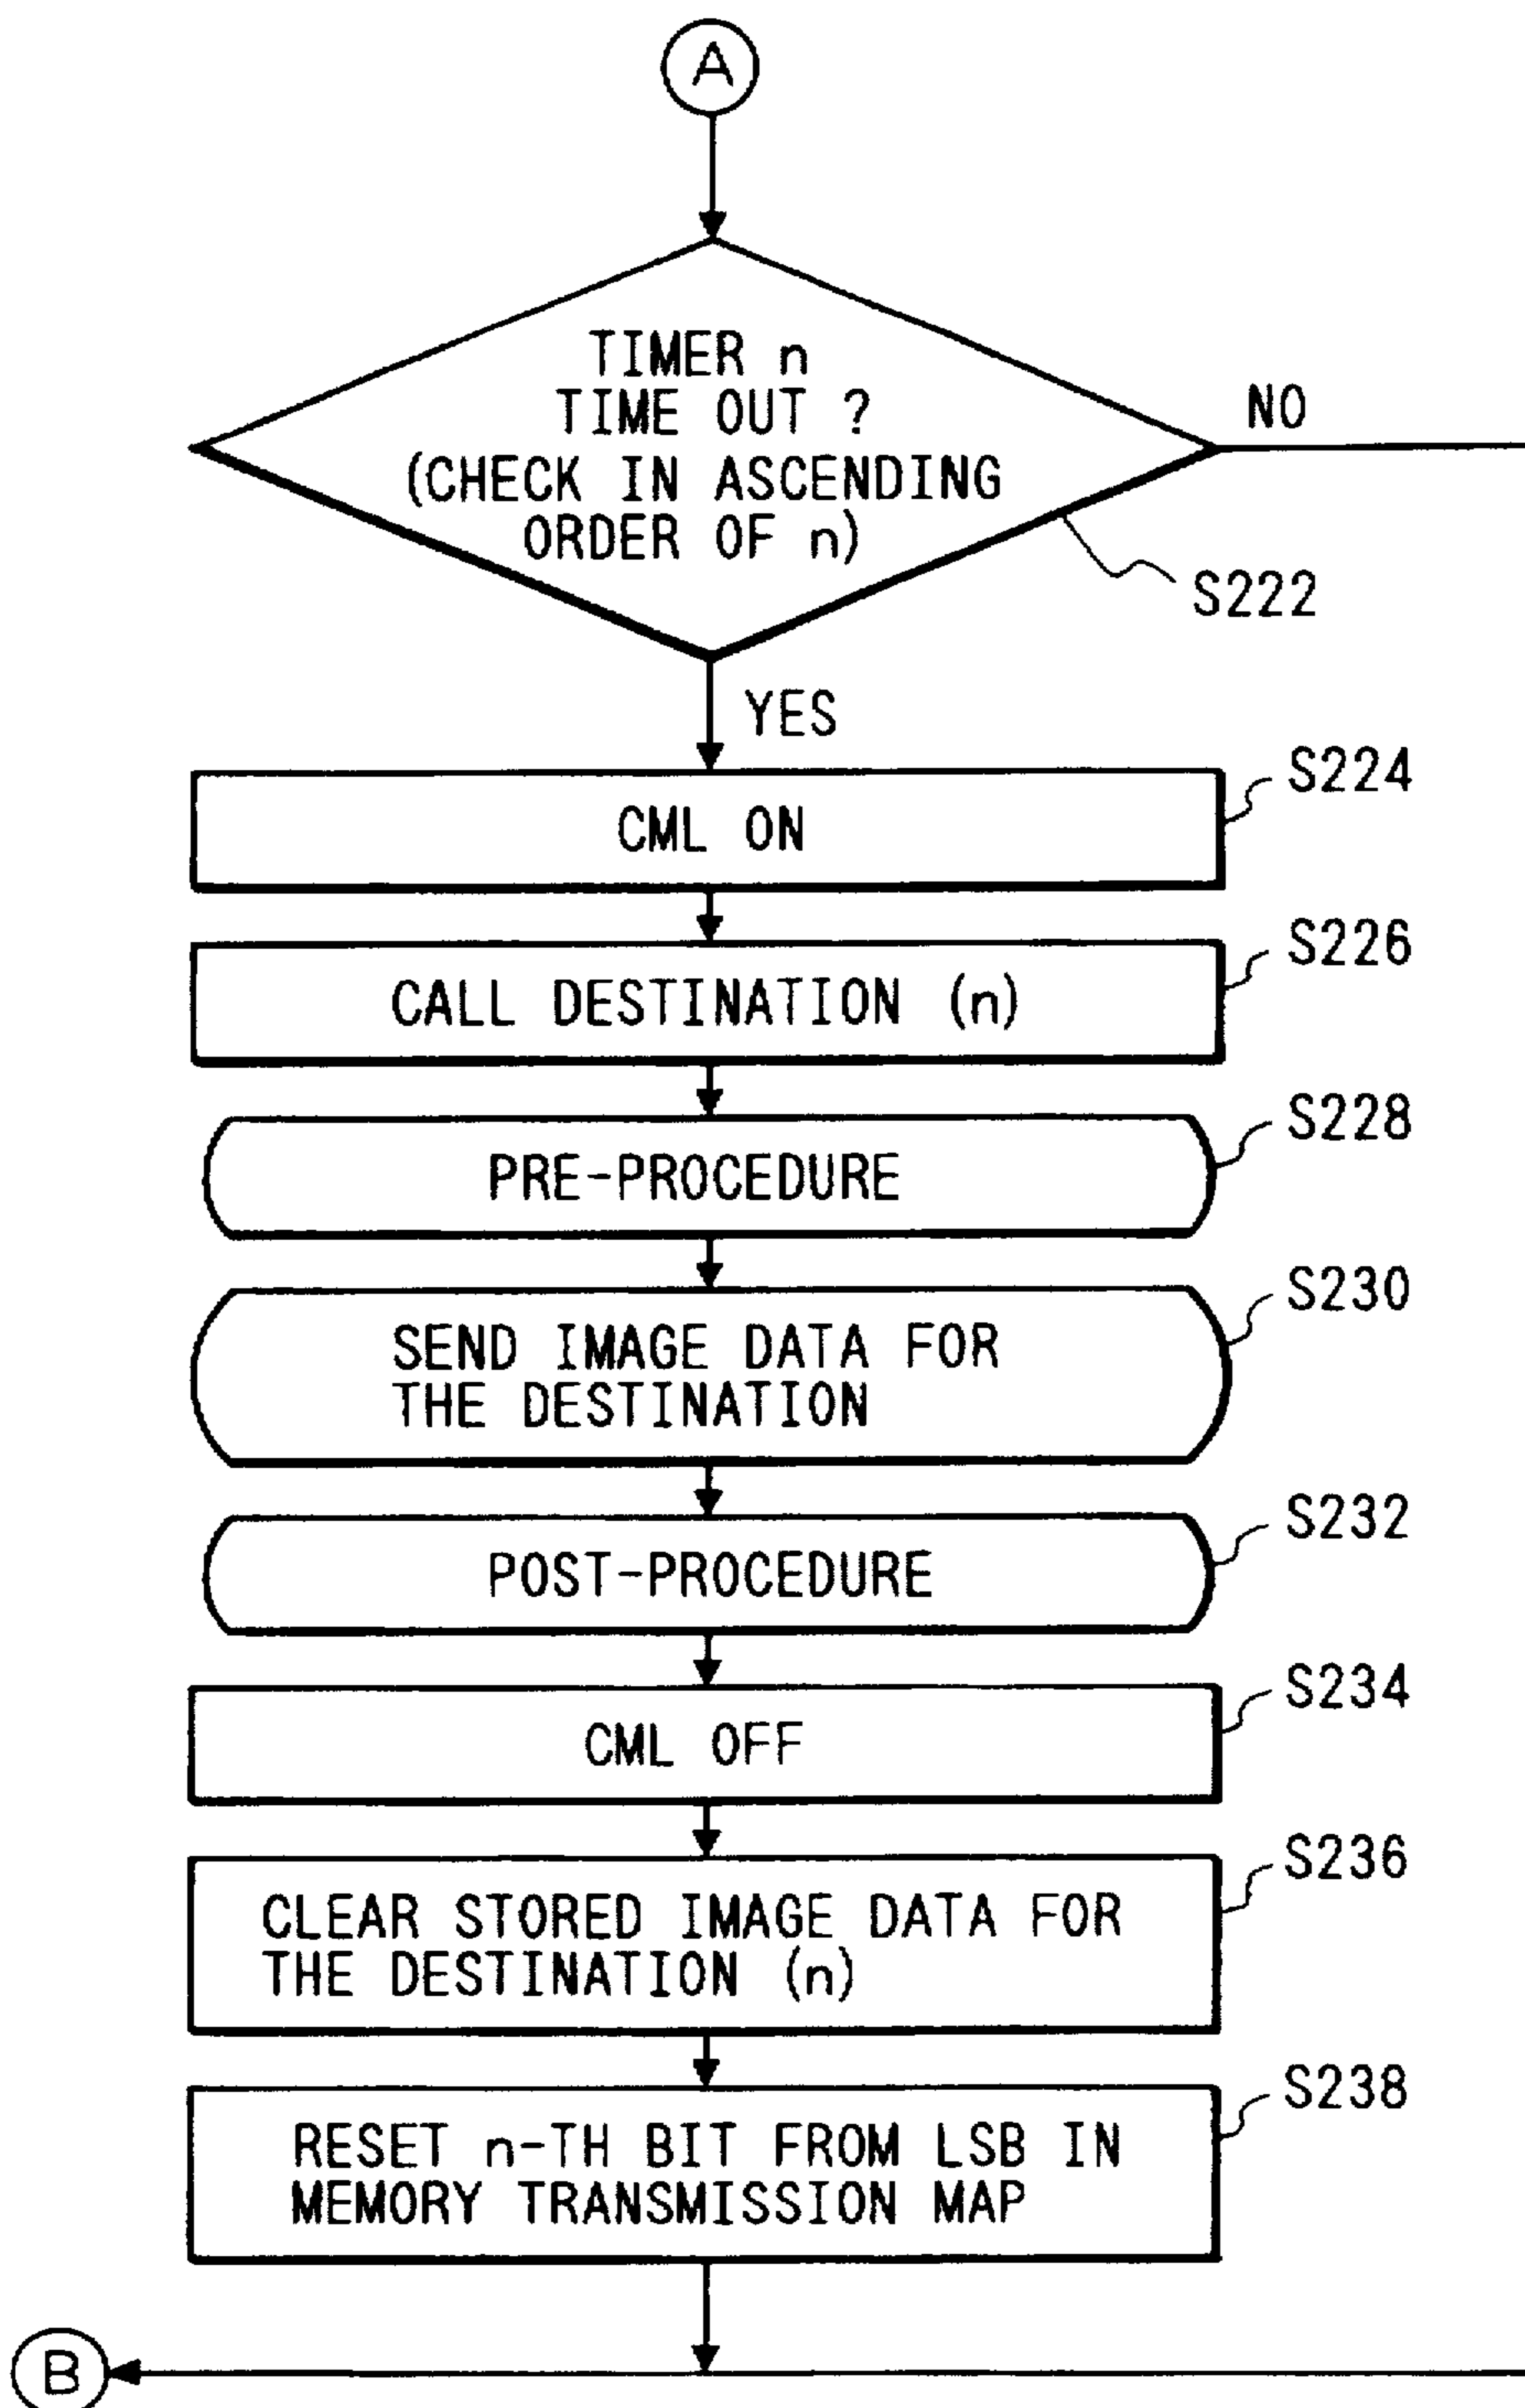 A
TIMER n
TIME OUT ?
(CHECK IN ASCENDING
ORDER OF n)
NO
S222
YES
S224
CML ON
S226
CALL DESTINATION (n)
S228
PRE-PROCEDURE
S230
SEND IMAGE DATA FOR
THE DESTINATION
S232
POST-PROCEDURE
S234
CML OFF
S236
CLEAR STORED IMAGE DATA FOR
THE DESTINATION (n)
S238
RESET n-TH BIT FROM LSB IN
MEMORY TRANSMISSION MAP
B